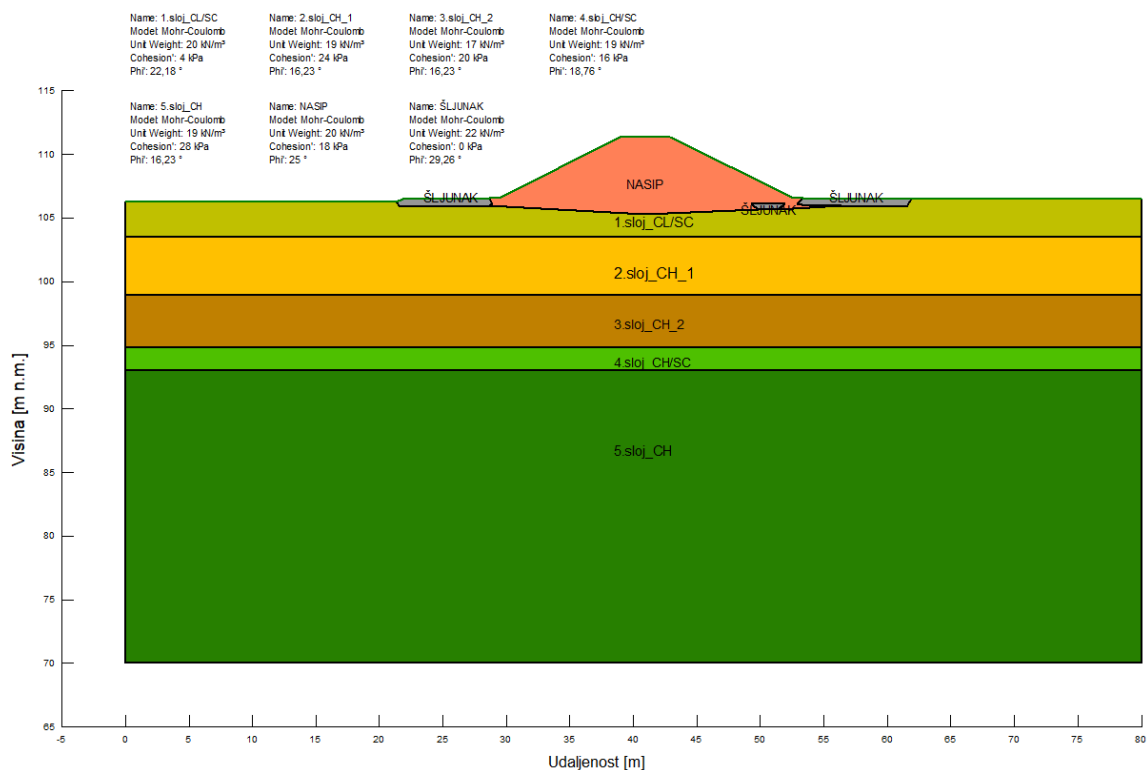 Name: 1.sloj_CL/SC
Model: Mohr-Coulomb
Unit Weight: 20 kN/m³
Cohesion': 4 kPa
Phi': 22,18 °
Name: 2.sloj_CH_1
Model: Mohr-Coulomb
Unit Weight: 19 kN/m³
Cohesion': 24 kPa
Phi': 16,23 °
Name: 3.sloj_CH_2
Model: Mohr-Coulomb
Unit Weight: 17 kN/m³
Cohesion': 20 kPa
Phi': 16,23 °
Name: 4.sloj_CH/SC
Model: Mohr-Coulomb
Unit Weight: 19 kN/m³
Cohesion': 16 kPa
Phi': 18,76 °
Name: 5.sloj_CH
Model: Mohr-Coulomb
Unit Weight: 19 kN/m³
Cohesion': 28 kPa
Phi': 16,23 °
Name: NASIP
Model: Mohr-Coulomb
Unit Weight: 20 kN/m³
Cohesion': 18 kPa
Phi': 25 °
Name: ŠLJUNAK
Model: Mohr-Coulomb
Unit Weight: 22 kN/m³
Cohesion': 0 kPa
Phi': 29,26 °
NASIP
ŠLJUNAK
ŠLJUNAK
ŠLJUNAK
1.sloj_CL/SC
2.sloj_CH_1
3.sloj_CH_2
4.sloj_CH/SC
5.sloj_CH
Visina [m n.m.]
115
110
105
100
95
90
85
80
75
70
65
-5 0 5 10 15 20 25 30 35 40 45 50 55 60 65 70 75 80
Udaljenost [m]